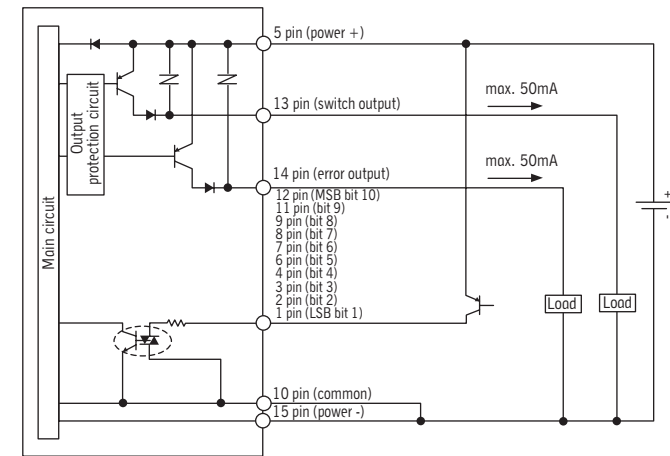 5 pin (power +)
max. 50mA
13 pin (switch output)
max. 50mA
14 pin (error output)
12 pin (MSB bit 10)
11 pin (bit 9)
9 pin (bit 8)
8 pin (bit 7)
7 pin (bit 6)
6 pin (bit 5)
4 pin (bit 4)
3 pin (bit 3)
2 pin (bit 2)
1 pin (LSB bit 1)
10 pin (common)
15 pin (power -)
Main circuit
Output
protection circuit
Load
Load
+
-